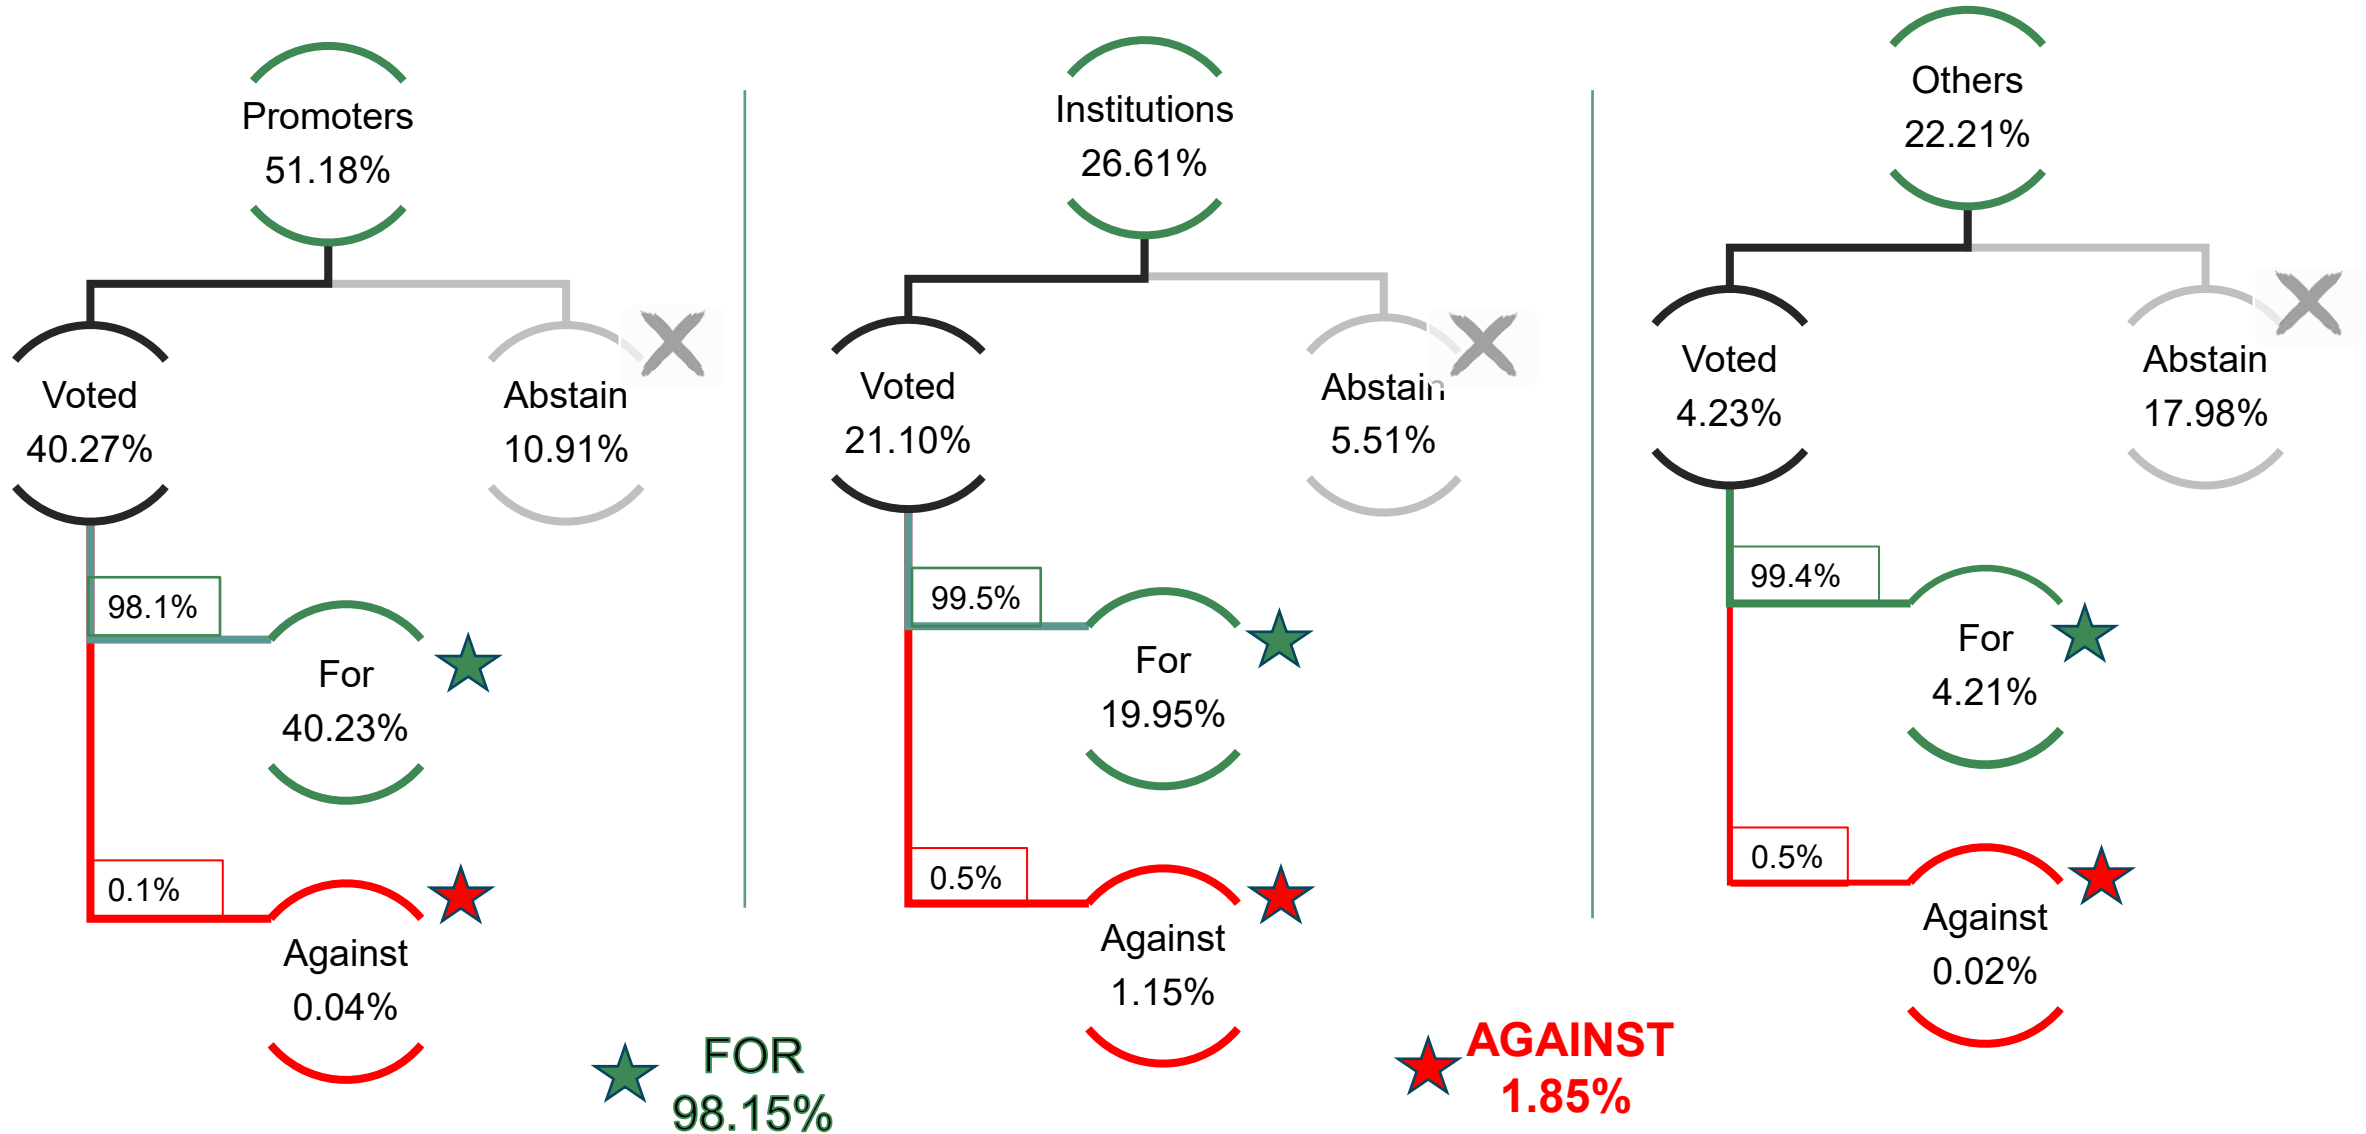 Promoters
51.18%
Voted
40.27%
Abstain
10.91%
98.1%
For
40.23%
0.1%
Against
0.04%
Institutions
26.61%
Voted
21.10%
Abstain
5.51%
99.5%
For
19.95%
0.5%
Against
1.15%
Others
22.21%
Voted
4.23%
Abstain
17.98%
99.4%
For
4.21%
0.5%
Against
0.02%
FOR
98.15%
AGAINST
1.85%